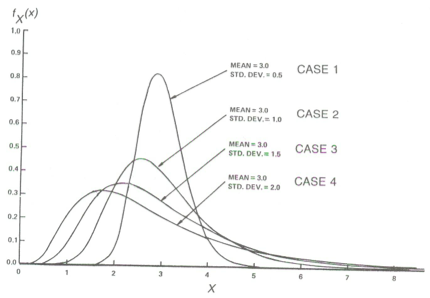 fX(x)
1.0
0.9
0.8
0.7
0.6
0.5
0.4
0.3
0.2
0.1
0.0
0 1 2 3 4 5 6 7 8
X
MEAN = 3.0
STD. DEV. = 0.5
CASE 1
MEAN = 3.0
STD. DEV. = 1.0
CASE 2
MEAN = 3.0
STD. DEV. = 1.5
CASE 3
MEAN = 3.0
STD. DEV. = 2.0
CASE 4